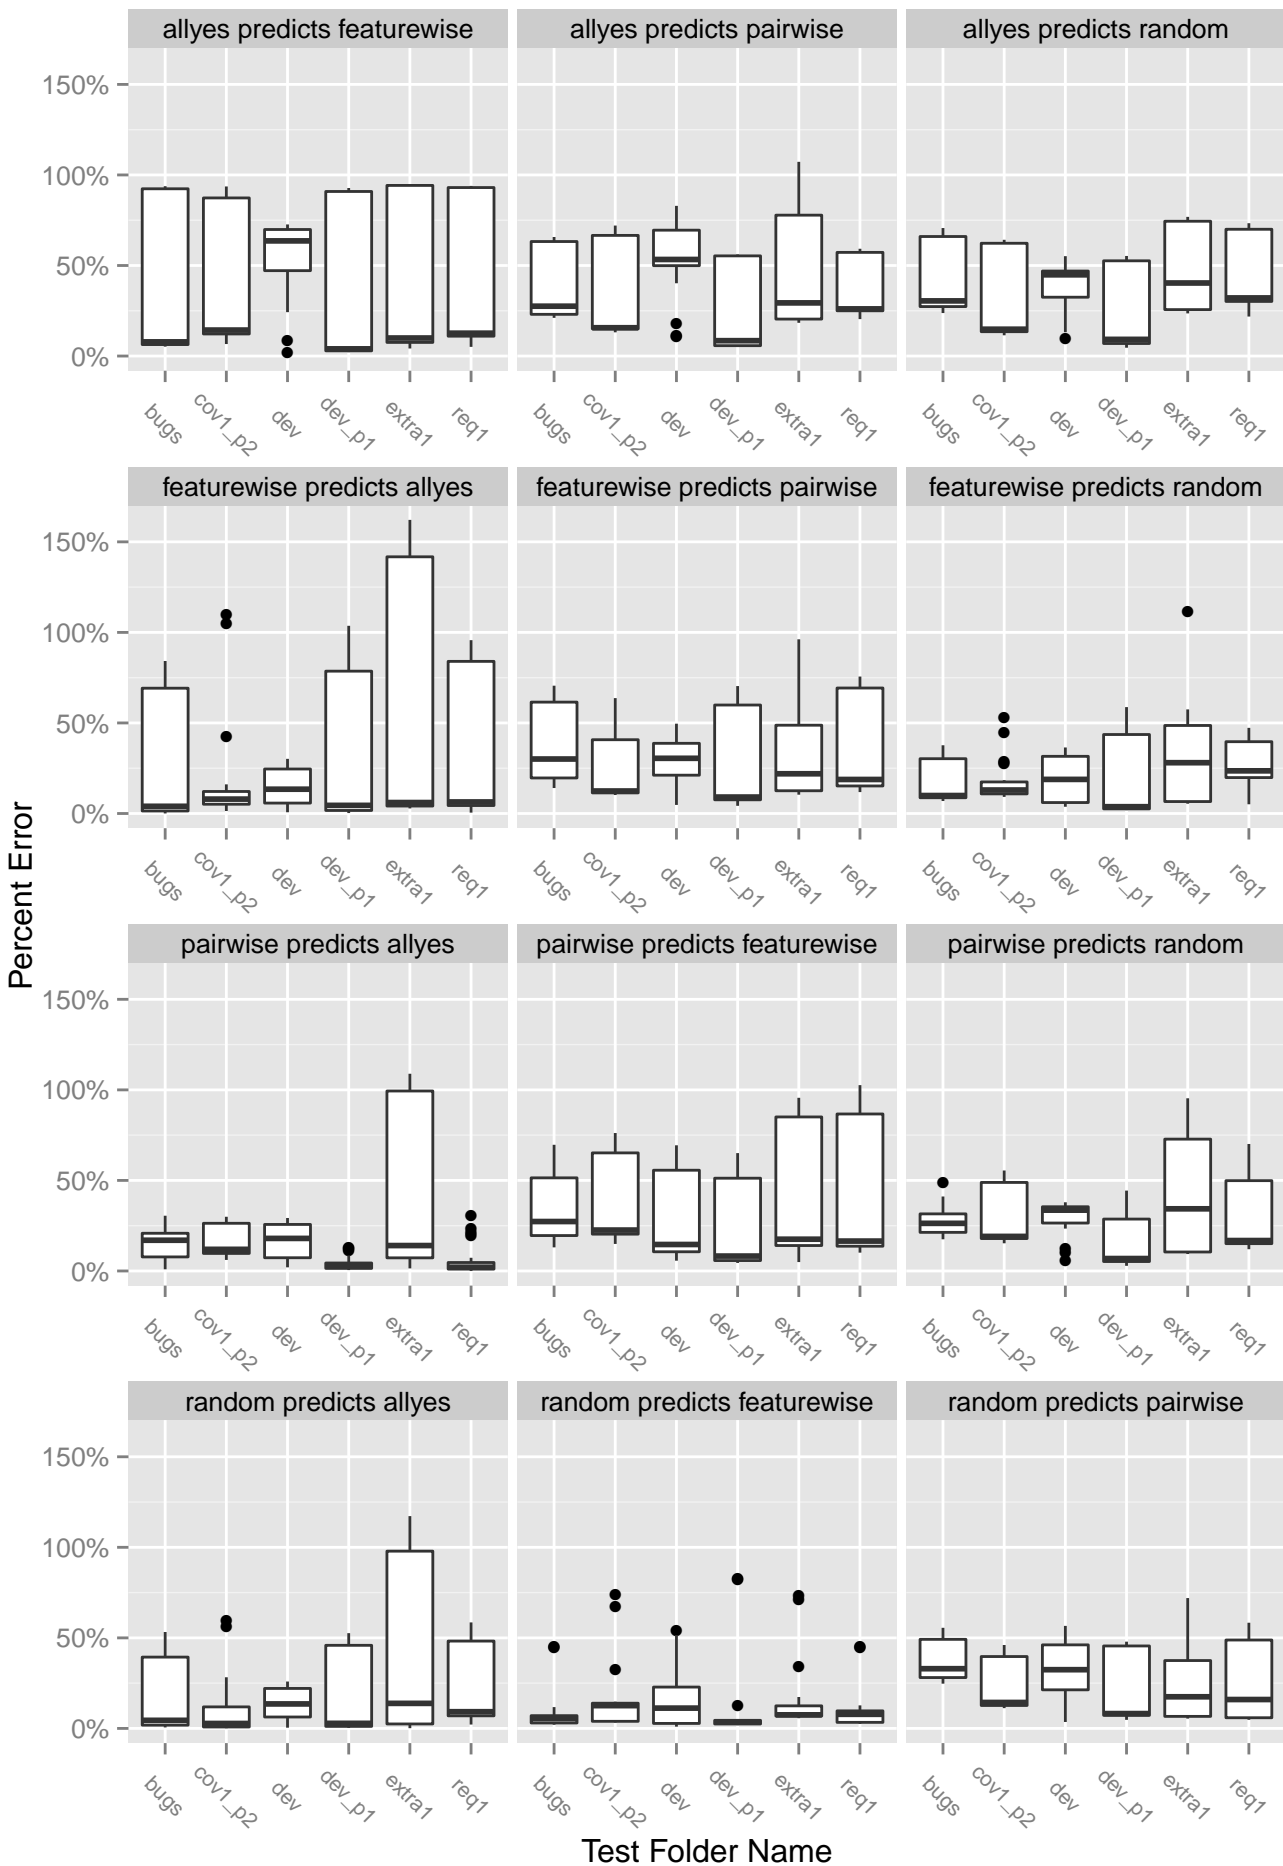 allyes predicts featurewise allyes predicts pairwise allyes predicts random
150%
100%
50%
0%
bugs cov1_p2 dev dev_p1 extra1 req1 bugs cov1_p2 dev dev_p1 extra1 req1 bugs cov1_p2 dev dev_p1 extra1 req1
featurewise predicts allyes featurewise predicts pairwise featurewise predicts random
150%
100%
50%
0%
bugs cov1_p2 dev dev_p1 extra1 req1 bugs cov1_p2 dev dev_p1 extra1 req1 bugs cov1_p2 dev dev_p1 extra1 req1
Percent Error
pairwise predicts allyes pairwise predicts featurewise pairwise predicts random
150%
100%
50%
0%
bugs cov1_p2 dev dev_p1 extra1 req1 bugs cov1_p2 dev dev_p1 extra1 req1 bugs cov1_p2 dev dev_p1 extra1 req1
random predicts allyes random predicts featurewise random predicts pairwise
150%
100%
50%
0%
bugs cov1_p2 dev dev_p1 extra1 req1 bugs cov1_p2 dev dev_p1 extra1 req1 bugs cov1_p2 dev dev_p1 extra1 req1
Test Folder Name